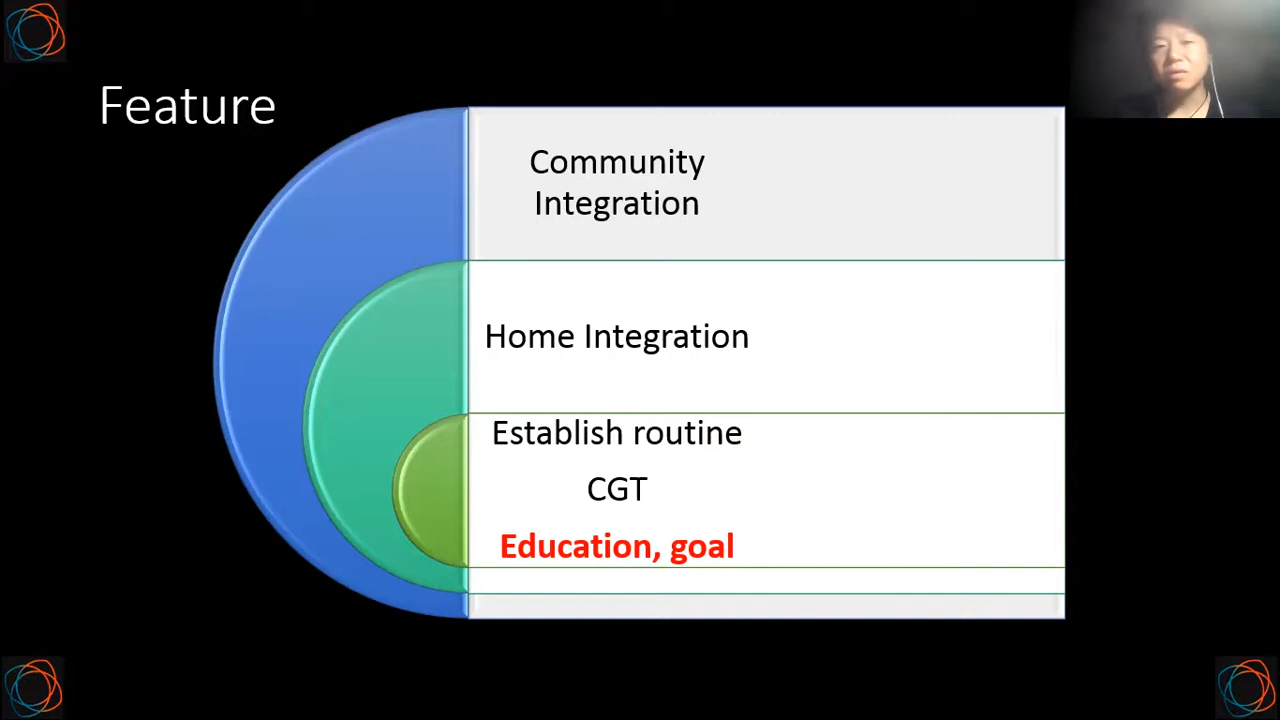 Feature
Community
Integration
Home Integration
Establish routine
CGT
Education, goal